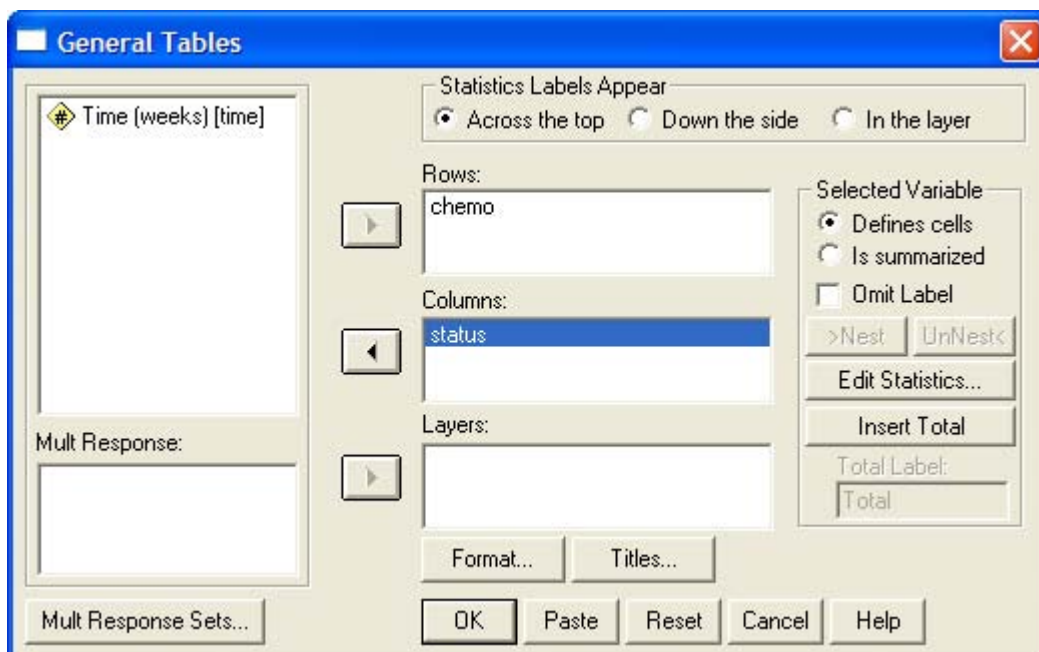 General Tables
# Time (weeks) [time]
Mult Response:
Mult Response Sets...
Statistics Labels Appear
Across the top Down the side In the layer
Rows:
chemo
Columns:
status
Layers:
Format... Titles...
Selected Variable
Defines cells
Is summarized
Omit Label
>Nest UnNest<
Edit Statistics...
Insert Total
Total Label:
Total
OK Paste Reset Cancel Help